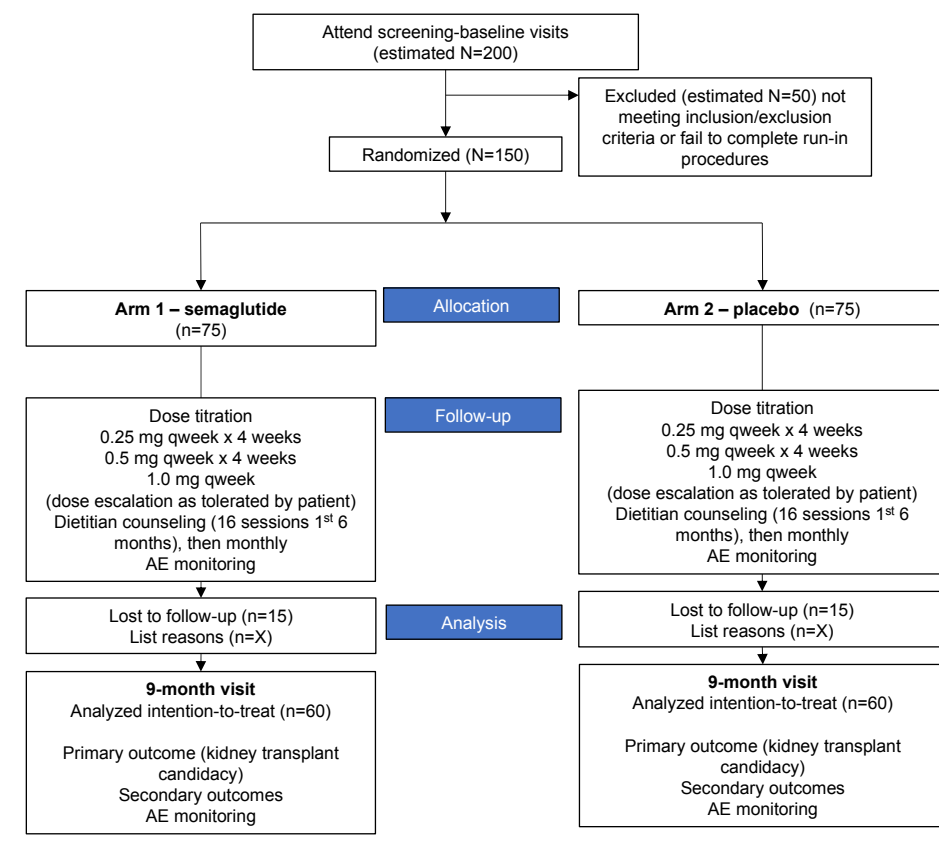 Attend screening-baseline visits
(estimated N=200)
Excluded (estimated N=50) not
meeting inclusion/exclusion
criteria or fail to complete run-in
procedures
Randomized (N=150)
Arm 1 – semaglutide
(n=75)
Allocation
Arm 2 – placebo (n=75)
Dose titration
0.25 mg qweek x 4 weeks
0.5 mg qweek x 4 weeks
1.0 mg qweek
(dose escalation as tolerated by patient)
Dietitian counseling (16 sessions 1st 6
months), then monthly
AE monitoring
Follow-up
Dose titration
0.25 mg qweek x 4 weeks
0.5 mg qweek x 4 weeks
1.0 mg qweek
(dose escalation as tolerated by patient)
Dietitian counseling (16 sessions 1st 6
months), then monthly
AE monitoring
Lost to follow-up (n=15)
List reasons (n=X)
Analysis
Lost to follow-up (n=15)
List reasons (n=X)
9-month visit
Analyzed intention-to-treat (n=60)
Primary outcome (kidney transplant
candidacy)
Secondary outcomes
AE monitoring
9-month visit
Analyzed intention-to-treat (n=60)
Primary outcome (kidney transplant
candidacy)
Secondary outcomes
AE monitoring